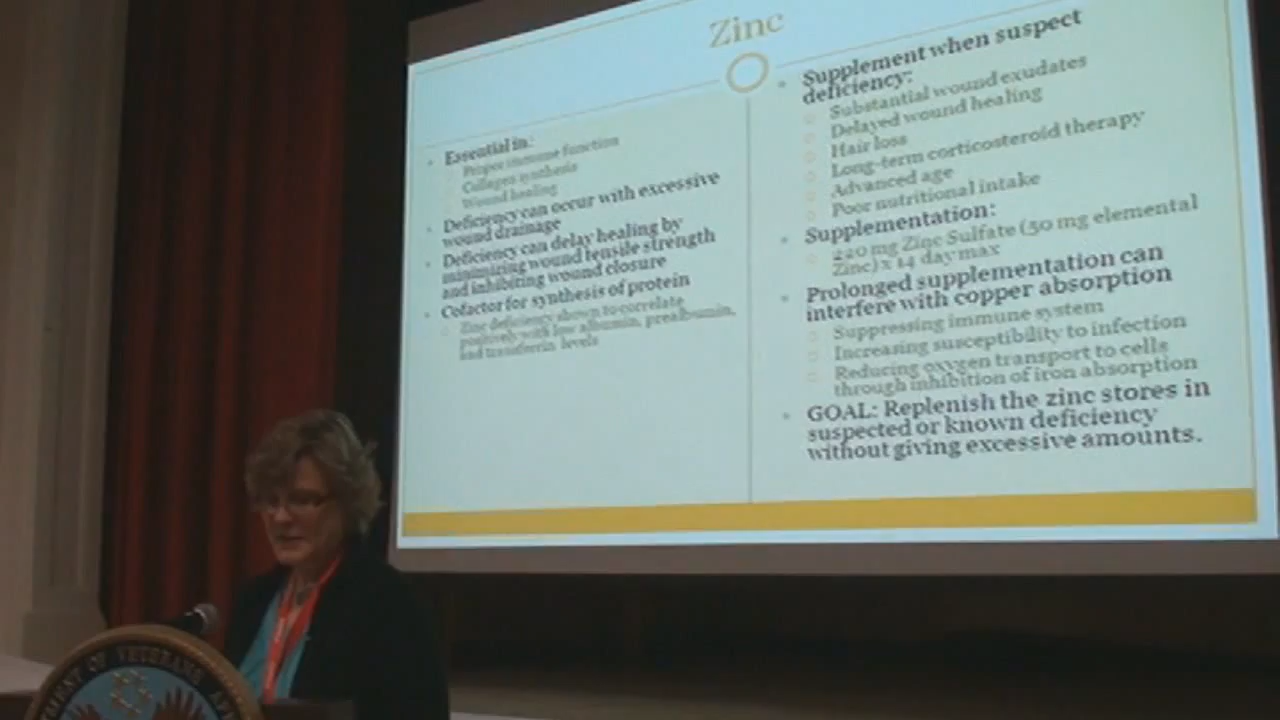 Zinc
Essential in:
Proper immune function
Collagen synthesis
Wound healing
Deficiency can occur with excessive
wound drainage
Deficiency can delay healing by
minimizing wound tensile strength
and inhibiting wound closure
Cofactor for synthesis of protein
Zinc deficiency shown to correlate
positively with low albumin, prealbumin,
and transferrin levels
Supplement when suspect
deficiency:
Substantial wound exudates
Delayed wound healing
Hair loss
Long-term corticosteroid therapy
Advanced age
Poor nutritional intake
Supplementation:
220 mg Zinc Sulfate (50 mg elemental
Zinc) x 14 day max
Prolonged supplementation can
interfere with copper absorption
Suppressing immune system
Increasing susceptibility to infection
Reducing oxygen transport to cells
through inhibition of iron absorption
GOAL: Replenish the zinc stores in
suspected or known deficiency
without giving excessive amounts.
OF VETERANS